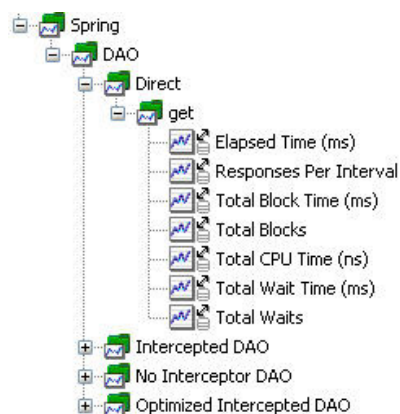 Spring
DAO
Direct
get
Elapsed Time (ms)
Responses Per Interval
Total Block Time (ms)
Total Blocks
Total CPU Time (ns)
Total Wait Time (ms)
Total Waits
Intercepted DAO
No Interceptor DAO
Optimized Intercepted DAO